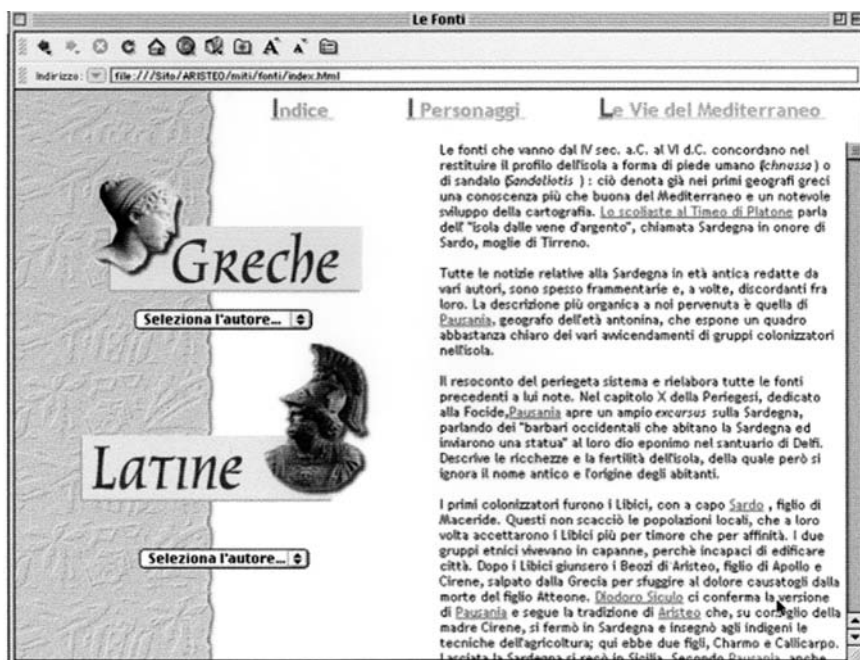 Le Fonti
Indirizzo: file:///Sito/ARISTEO/miti/fonti/index.html
Indice
I Personaggi
Le Vie del Mediterraneo
GRECHE
Seleziona l'autore...
LATINE
Seleziona l'autore...
Le fonti che vanno dal IV sec. a.C. al VI d.C. concordano nel
restituire il profilo dell'isola a forma di piede umano (Ichnussa) o
di sandalo (Sandaliotis ) : ciò denota già nei primi geografi greci
una conoscenza più che buona del Mediterraneo e un notevole
sviluppo della cartografia. Lo scoliaste al Timeo di Platone parla
dell' "isola dalle vene d'argento", chiamata Sardegna in onore di
Sardo, moglie di Tirreno.
Tutte le notizie relative alla Sardegna in età antica redatte da
vari autori, sono spesso frammentarie e, a volte, discordanti fra
loro. La descrizione più organica a noi pervenuta è quella di
Pausania, geografo dell'età antonina, che espone un quadro
abbastanza chiaro dei vari avvicendamenti di gruppi colonizzatori
nell'isola.
Il resoconto del periegeta sistema e rielabora tutte le fonti
precedenti a lui note. Nel capitolo X della Periegesi, dedicato
alla Focide,Pausania apre un ampio excursus sulla Sardegna,
parlando dei "barbari occidentali che abitano la Sardegna ed
inviarono una statua" al loro dio eponimo nel santuario di Delfi.
Descrive le ricchezze e la fertilità dell'isola, della quale però si
ignora il nome antico e l'origine degli abitanti.
I primi colonizzatori furono i Libici, con a capo Sardo , figlio di
Maceride. Questi non scacciò le popolazioni locali, che a loro
volta accettarono i Libici più per timore che per affinità. I due
gruppi etnici vivevano in capanne, perchè incapaci di edificare
città. Dopo i Libici giunsero i Beozi di Aristeo, figlio di Apollo e
Cirene, salpato dalla Grecia per sfuggire al dolore causatogli dalla
morte del figlio Atteone. Diodoro Siculo ci conferma la versione
di Pausania e segue la tradizione di Aristeo che, su consiglio della
madre Cirene, si fermò in Sardegna e insegnò agli indigeni le
tecniche dell'agricoltura; qui ebbe due figli, Charmo e Callicarpo.
Lasciata la Sardegna si recò in Sicilia. Secondo Pausania, anche